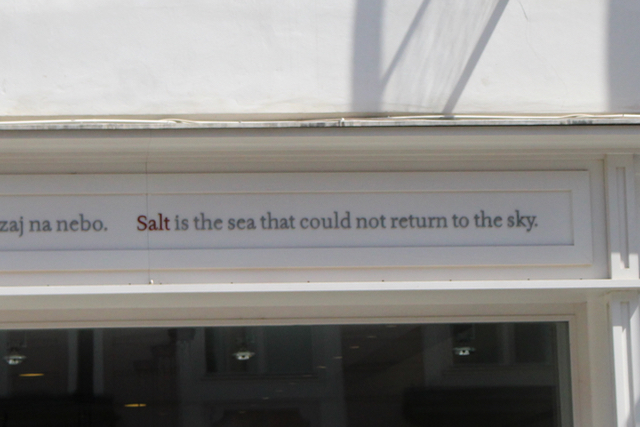 zaj na nebo. Salt is the sea that could not return to the sky.